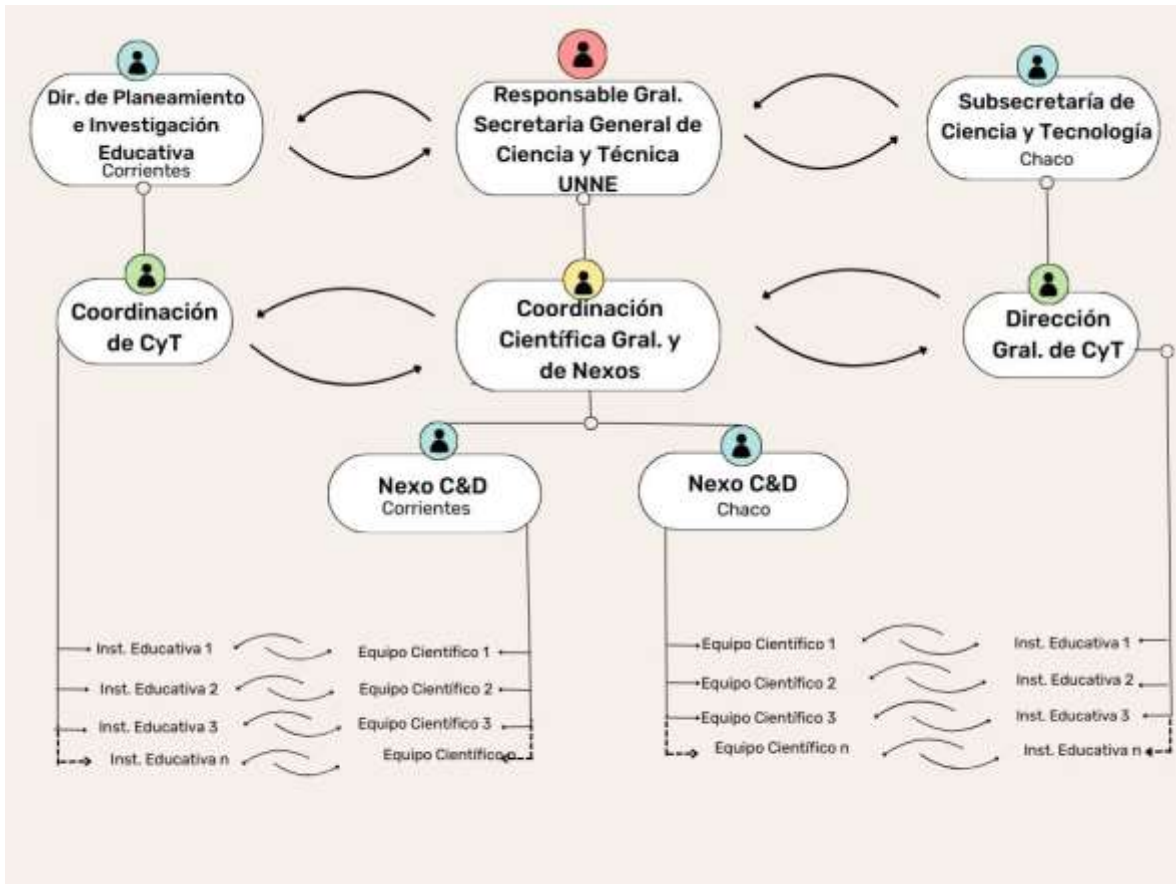 Dir. de Planeamiento
e Investigación
Educativa
Corrientes
Responsable Gral.
Secretaria General de
Ciencia y Técnica
UNNE
Subsecretaría de
Ciencia y Tecnología
Chaco
Coordinación
de CyT
Coordinación
Científica Gral. y
de Nexos
Dirección
Gral. de CyT
Nexo C&D
Corrientes
Nexo C&D
Chaco
Inst. Educativa 1
Equipo Científico 1
Equipo Científico 1
Inst. Educativa 1
Inst. Educativa 2
Equipo Científico 2
Equipo Científico 2
Inst. Educativa 2
Inst. Educativa 3
Equipo Científico 3
Equipo Científico 3
Inst. Educativa 3
Inst. Educativa n
Equipo Científico n
Equipo Científico n
Inst. Educativa n